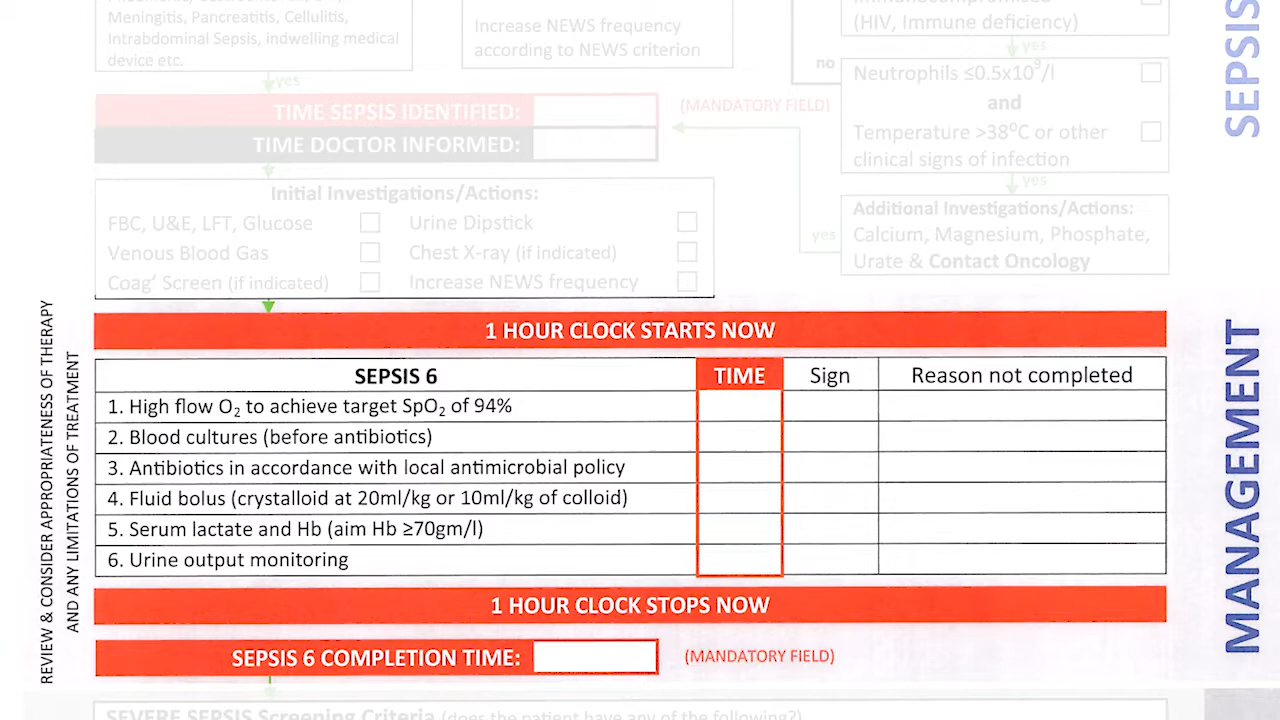 Meningitis, Pancreatitis, Cellulitis,
Intrabdominal Sepsis, indwelling medical
device etc.
Increase NEWS frequency
according to NEWS criterion
(HIV, Immune deficiency)
yes
yes
no
Neutrophils ≤0.5x10⁹/l
and
Temperature >38⁰C or other
clinical signs of infection
yes
TIME SEPSIS IDENTIFIED:
(MANDATORY FIELD)
TIME DOCTOR INFORMED:
Initial Investigations/Actions:
FBC, U&E, LFT, Glucose
Urine Dipstick
Venous Blood Gas
Chest X-ray (if indicated)
Coag' Screen (if indicated)
Increase NEWS frequency
yes
Additional Investigations/Actions:
Calcium, Magnesium, Phosphate,
Urate & Contact Oncology
SEPSIS
REVIEW & CONSIDER APPROPRIATENESS OF THERAPY
AND ANY LIMITATIONS OF TREATMENT
1 HOUR CLOCK STARTS NOW
SEPSIS 6 TIME Sign Reason not completed
1. High flow O₂ to achieve target SpO₂ of 94%
2. Blood cultures (before antibiotics)
3. Antibiotics in accordance with local antimicrobial policy
4. Fluid bolus (crystalloid at 20ml/kg or 10ml/kg of colloid)
5. Serum lactate and Hb (aim Hb ≥70gm/l)
6. Urine output monitoring
1 HOUR CLOCK STOPS NOW
SEPSIS 6 COMPLETION TIME:
(MANDATORY FIELD)
MANAGEMENT
SEVERE SEPSIS Screening Criteria (does the patient have any of the following?)